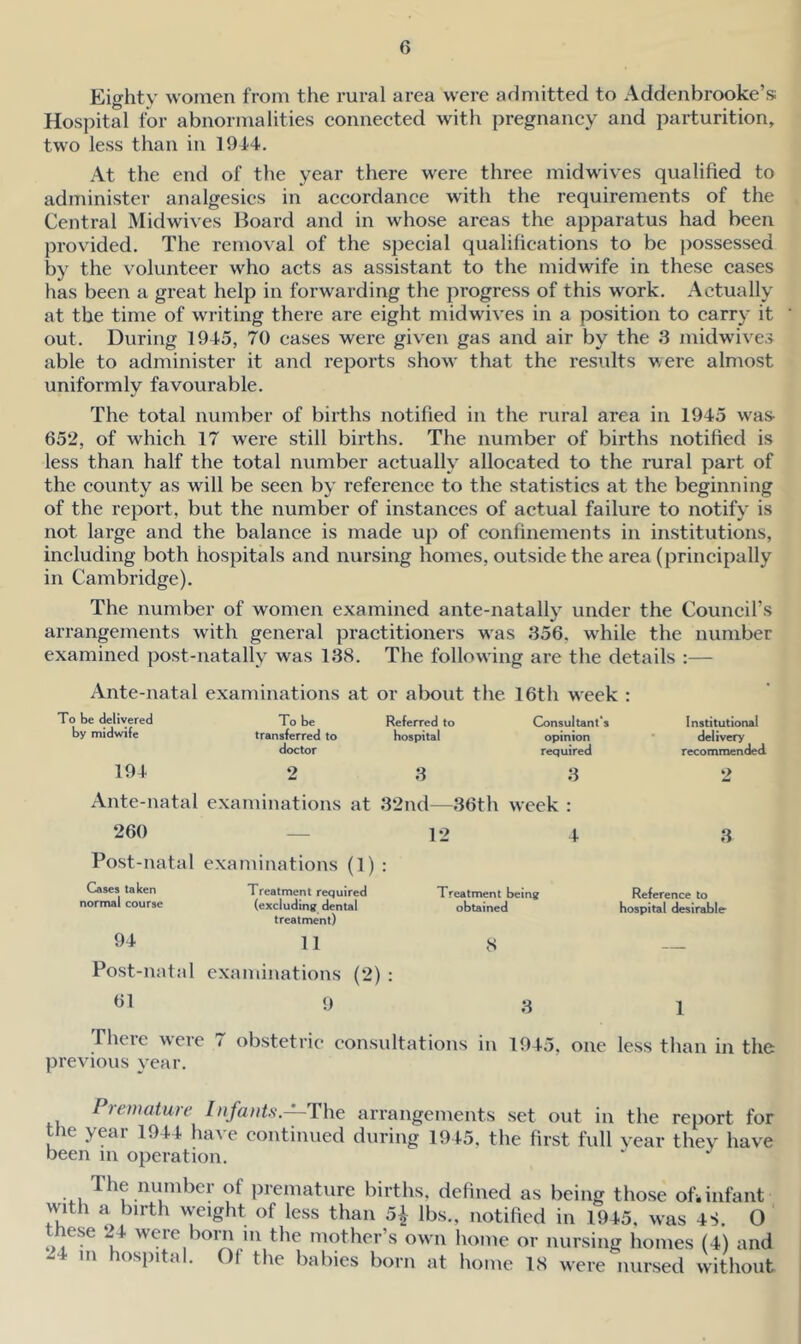 6
Eighty women from the rural area were admitted to Addenbrooke's
Hospital for abnormalities connected with pregnancy and parturition,
two less than in 1944.
At the end of the year there were three midwives qualified to
administer analgesics in accordance with the requirements of the
Central Midwives Board and in whose areas the apparatus had been
provided. The removal of the special qualifications to be possessed
by the volunteer who acts as assistant to the midwife in these cases
has been a great help in forwarding the progress of this work. Actually
at the time of writing there are eight midwives in a position to carry it
out. During 1945, 70 cases were given gas and air by the 3 midwives
able to administer it and reports show that the results were almost
uniformly favourable.
The total number of births notified in the rural area in 1945 was
652, of which 17 were still births. The number of births notified is
less than half the total number actually allocated to the rural part of
the county as will be seen by reference to the statistics at the beginning
of the report, but the number of instances of actual failure to notify is
not large and the balance is made up of confinements in institutions,
including both hospitals and nursing homes, outside the area (principally
in Cambridge).
The number of women examined ante-natally under the Council's
arrangements with general practitioners was 356, while the number
examined post-natally was 138. The following are the details :—
Ante-natal examinations at or about the 16th week :
To be delivered To be Referred to Consultant's Institutional
by midwife transferred to hospital opinion delivery
doctor required recommended
194 2 3 3 2
Ante-natal examinations at 32nd—36th week :
260 — 12 4 3
Post-natal examinations (1) :
Cases taken Treatment required Treatment being Reference to
normal course (excluding dental obtained hospital desirable
treatment)
94 11 8 —
Post-natal examinations (2) :
61 9 3 1
There were 7 obstetric consultations in 1945, one less than in the
previous year.
Premature Infants.—The arrangements set out in the report for
the year 1944 have continued during 1945, the first full year they have
been in operation.
The number of premature births, defined as being those of infant
with a birth weight of less than 5½ lbs., notified in 1945, was 48. O
these 24 were born in the mother's own home or nursing homes (4) and
24 in hospital. Of the babies born at home 18 were nursed without